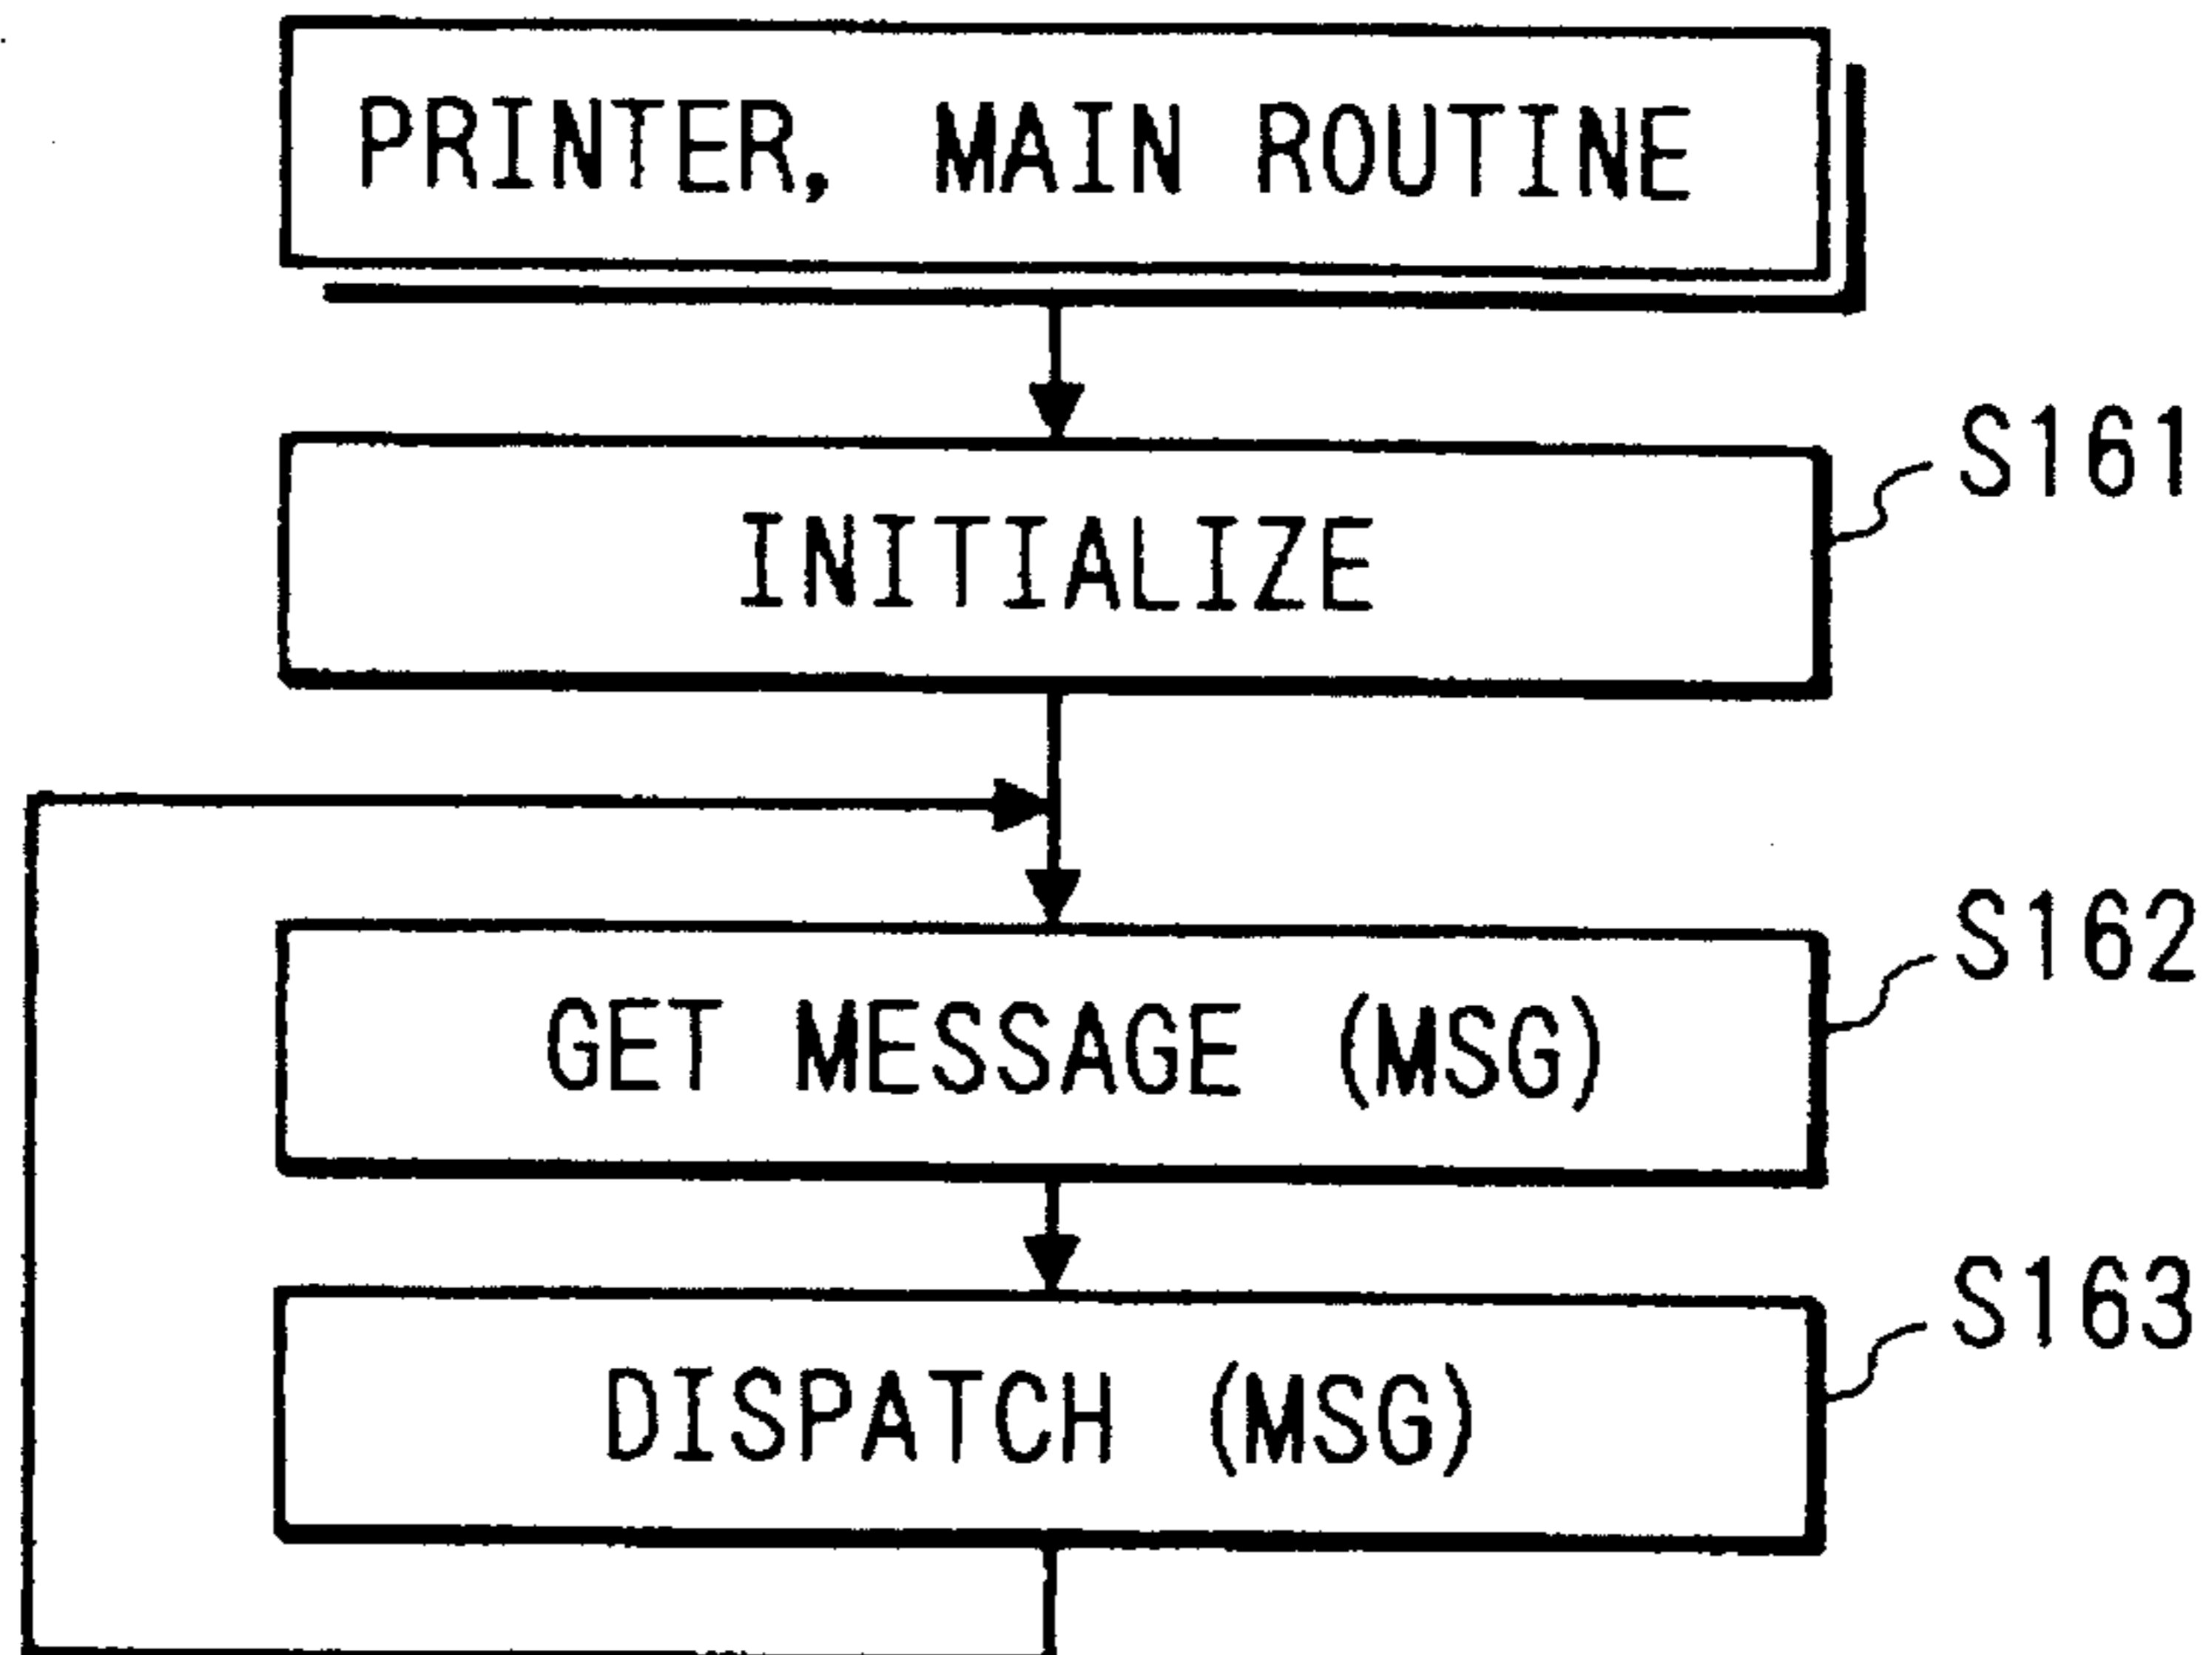 PRINTER, MAIN ROUTINE
S161
INITIALIZE
S162
GET MESSAGE (MSG)
S163
DISPATCH (MSG)